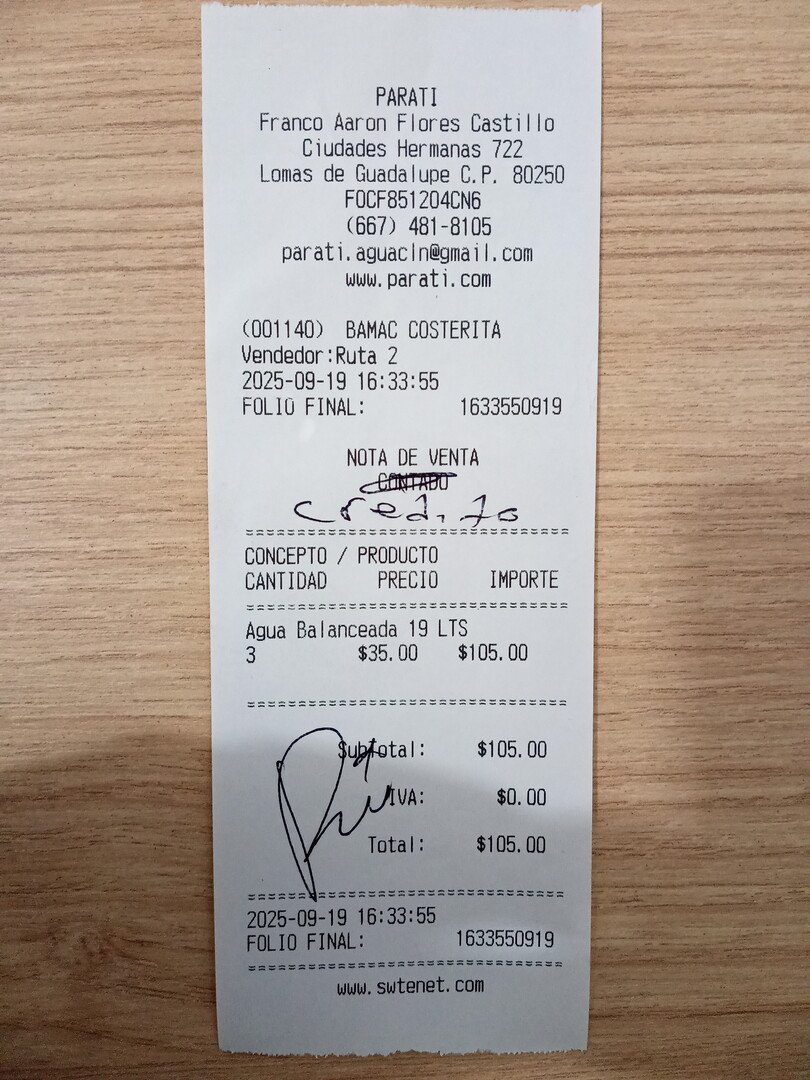 PARATI
Franco Aaron Flores Castillo
Ciudades Hermanas 722
Lomas de Guadalupe C.P. 80250
FOCF851204CN6
(667) 481-8105
parati.aguacln@gmail.com
www.parati.com
(001140) BAMAC COSTERITA
Vendedor:Ruta 2
2025-09-19 16:33:55
FOLIO FINAL: 1633550919
NOTA DE VENTA
CONTADO
credito
CONCEPTO / PRODUCTO
CANTIDAD PRECIO IMPORTE
Agua Balanceada 19 LTS
3 $35.00 $105.00
Subtotal: $105.00
IVA: $0.00
Total: $105.00
2025-09-19 16:33:55
FOLIO FINAL: 1633550919
www.swtenet.com